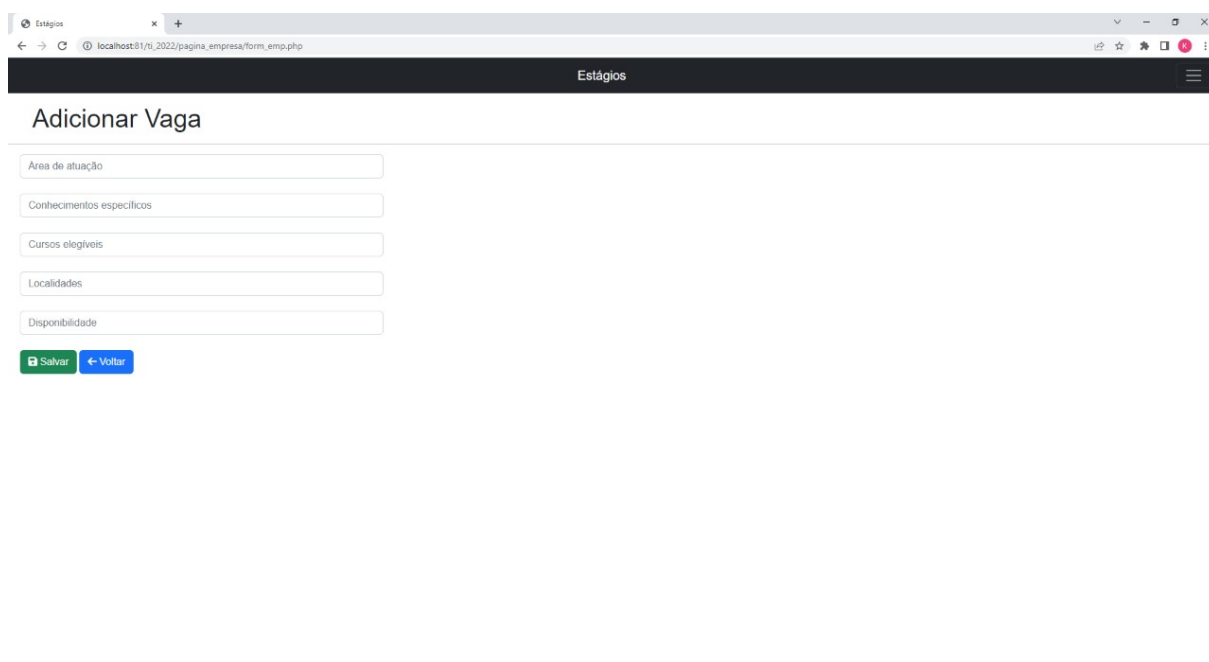 Estágios
localhost:81/ti_2022/pagina_empresa/form_emp.php
K
Estágios
Adicionar Vaga
Área de atuação
Conhecimentos específicos
Cursos elegíveis
Localidades
Disponibilidade
Salvar Voltar